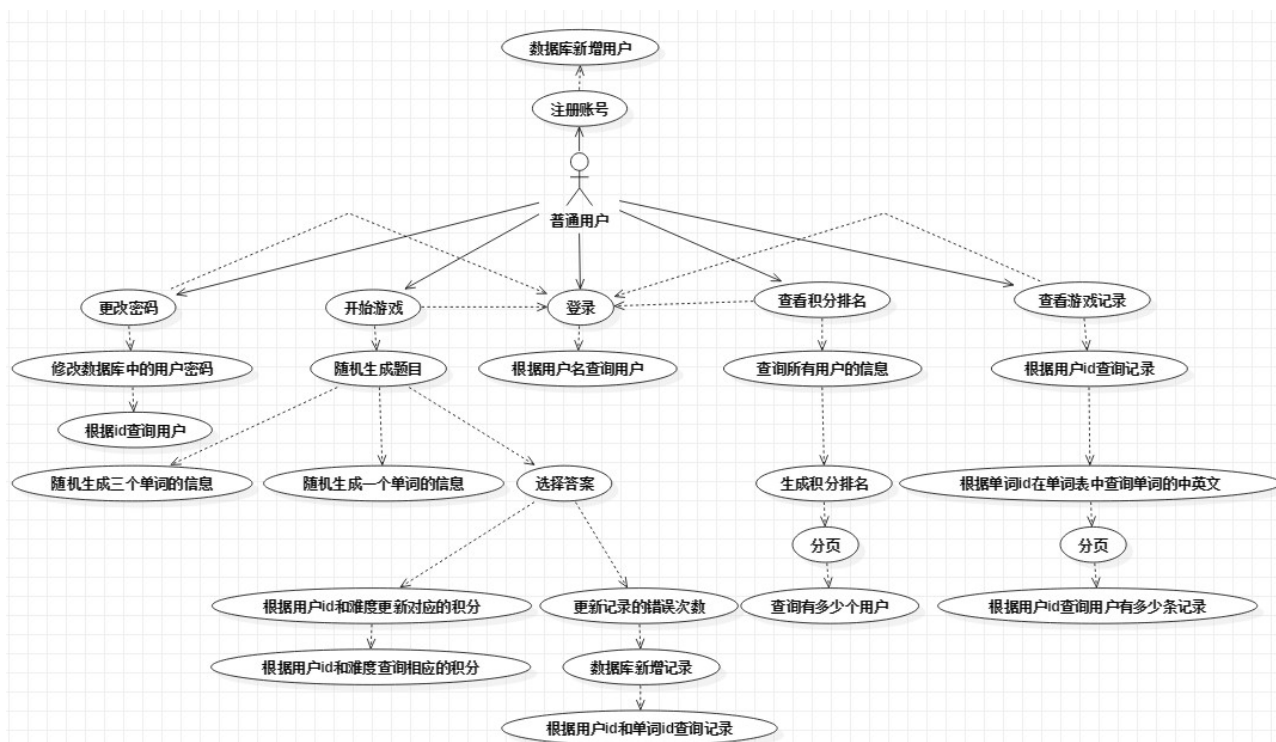 数据库新增用户
注册账号
普通用户
更改密码
开始游戏
登录
查看积分排名
查看游戏记录
修改数据库中的用户密码
随机生成题目
根据用户名查询用户
查询所有用户的信息
根据用户id查询记录
根据id查询用户
随机生成三个单词的信息
随机生成一个单词的信息
选择答案
生成积分排名
根据单词id在单词表中查询单词的中英文
分页
分页
根据用户id和难度更新对应的积分
更新记录的错误次数
查询有多少个用户
根据用户id查询用户有多少条记录
根据用户id和难度查询相应的积分
数据库新增记录
根据用户id和单词id查询记录